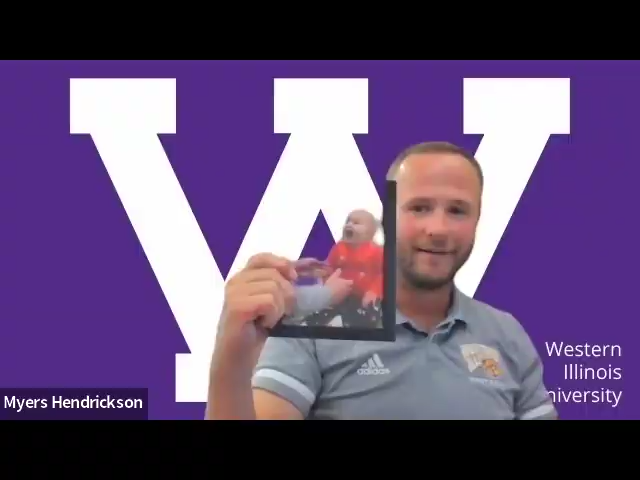 W
Western
Illinois
niversity
adidas
Myers Hendrickson